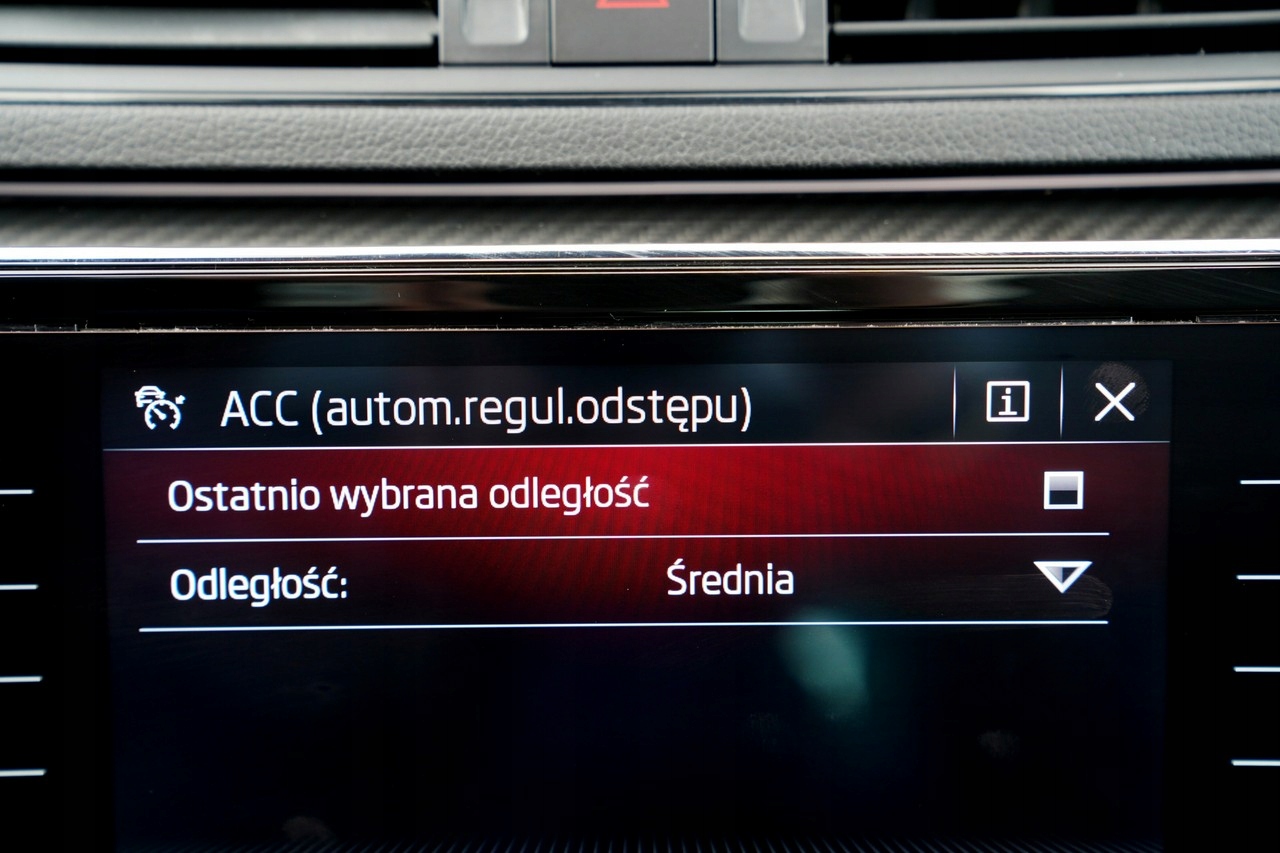 ACC (autom.regul.odstępu)
Ostatnio wybrana odległość
Odległość: Średnia